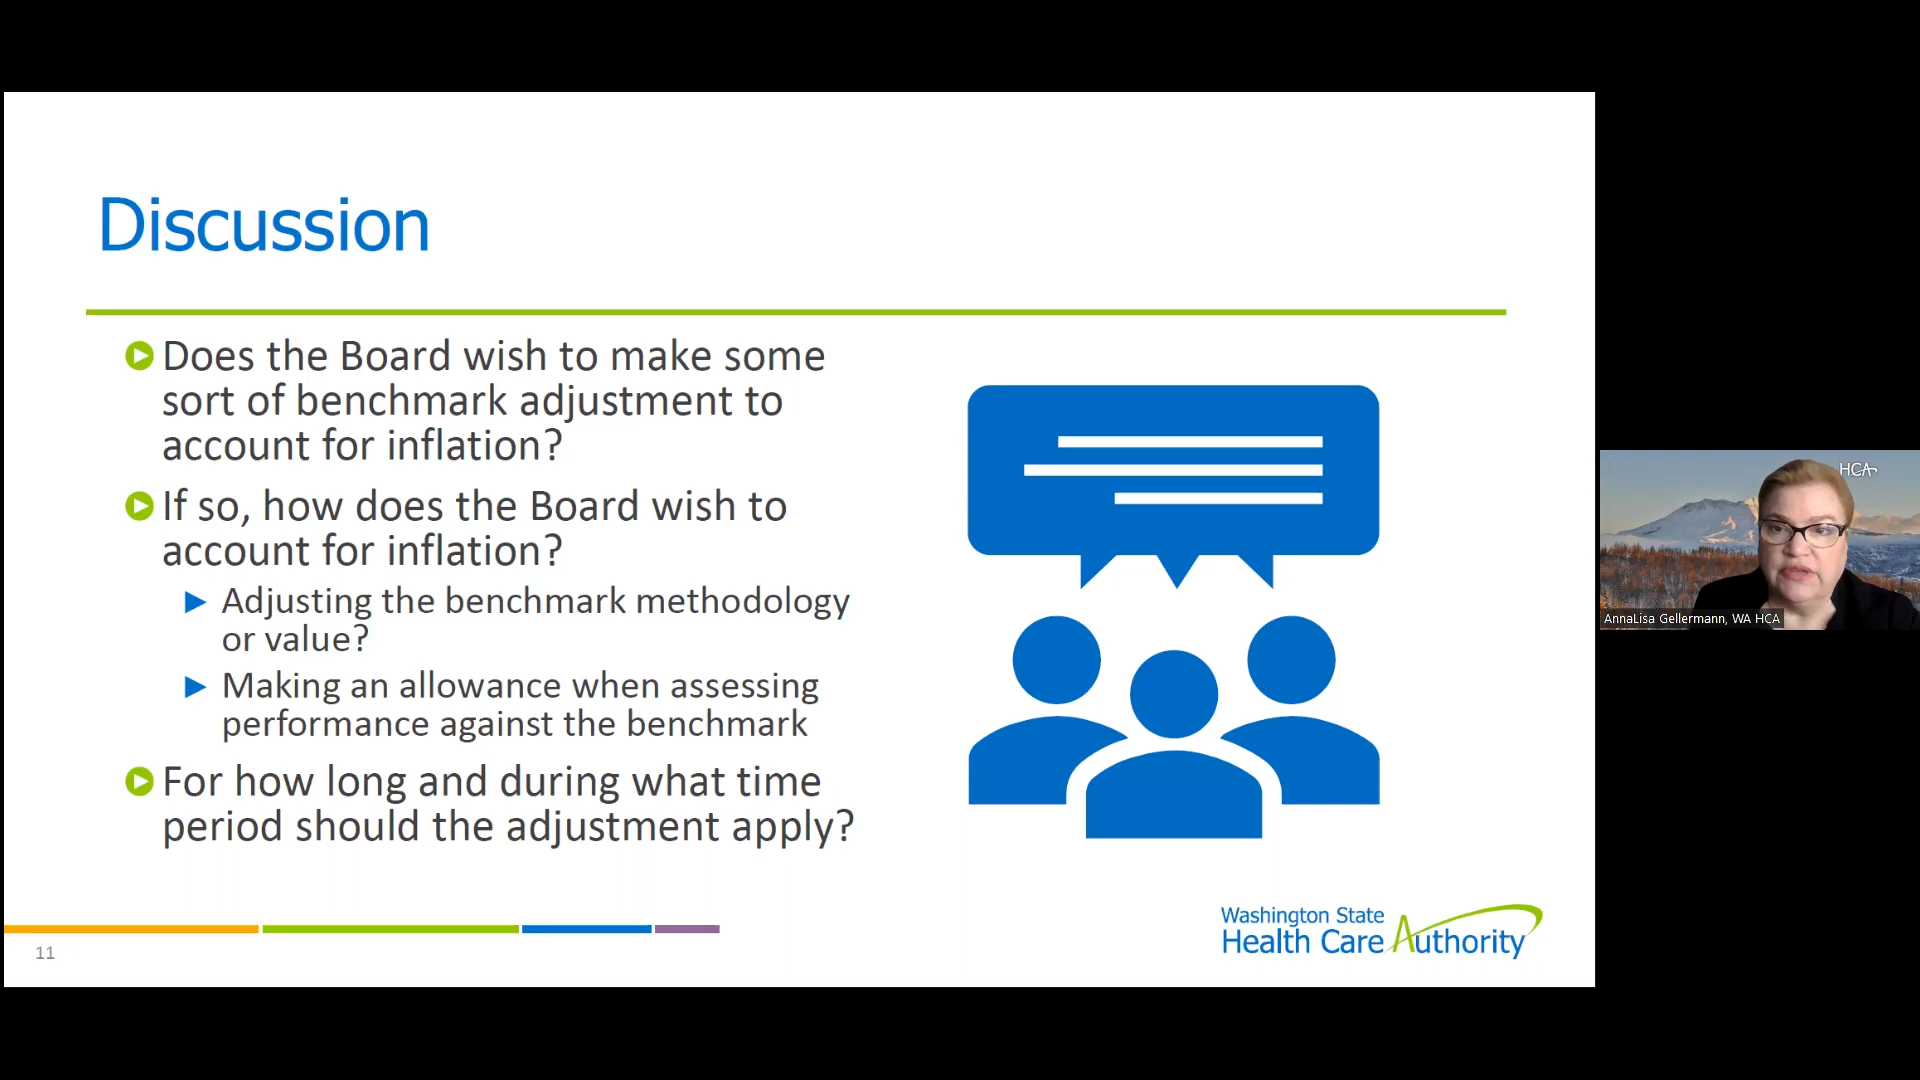 Discussion
Does the Board wish to make some
sort of benchmark adjustment to
account for inflation?
If so, how does the Board wish to
account for inflation?
Adjusting the benchmark methodology
or value?
Making an allowance when assessing
performance against the benchmark
For how long and during what time
period should the adjustment apply?
11
Washington State
Health Care Authority
HCA
AnnaLisa Gellermann, WA HCA